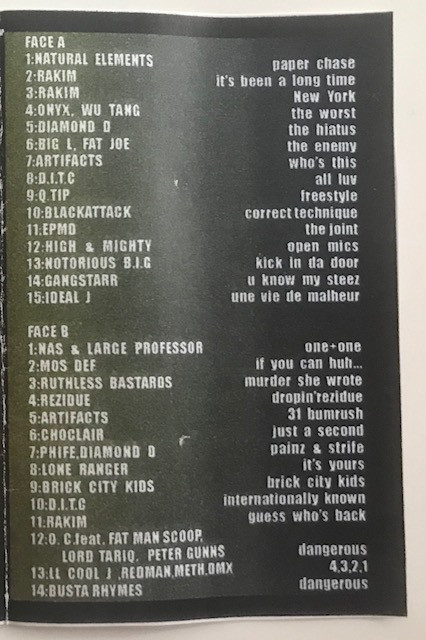 FACE A
1:NATURAL ELEMENTS paper chase
2:RAKIM it's been a long time
3:RAKIM New York
4:ONYX, WU TANG the worst
5:DIAMOND D the hiatus
6:BIG L, FAT JOE the enemy
7:ARTIFACTS who's this
8:D.I.T.C all luv
9:Q.TIP freestyle
10:BLACKATTACK correct technique
11:EPMD the joint
12:HIGH & MIGHTY open mics
13:NOTORIOUS B.I.G kick in da door
14:GANGSTARR u know my steez
15:IDEAL J une vie de malheur
FACE B
1:NAS & LARGE PROFESSOR one+one
2:MOS DEF if you can huh...
3:RUTHLESS BASTARDS murder she wrote
4:REZIDUE dropin'rezidue
5:ARTIFACTS 31 bumrush
6:CHOCLAIR just a second
7:PHIFE,DIAMOND D painz & strife
8:LONE RANGER it's yours
9:BRICK CITY KIDS brick city kids
10:D.I.T.C internationally known
11:RAKIM guess who's back
12:O. C.feat. FAT MAN SCOOP,
LORD TARIQ, PETER GUNNS dangerous
13:LL COOL J ,REDMAN,METH,DMX 4,3,2,1
14:BUSTA RHYMES dangerous